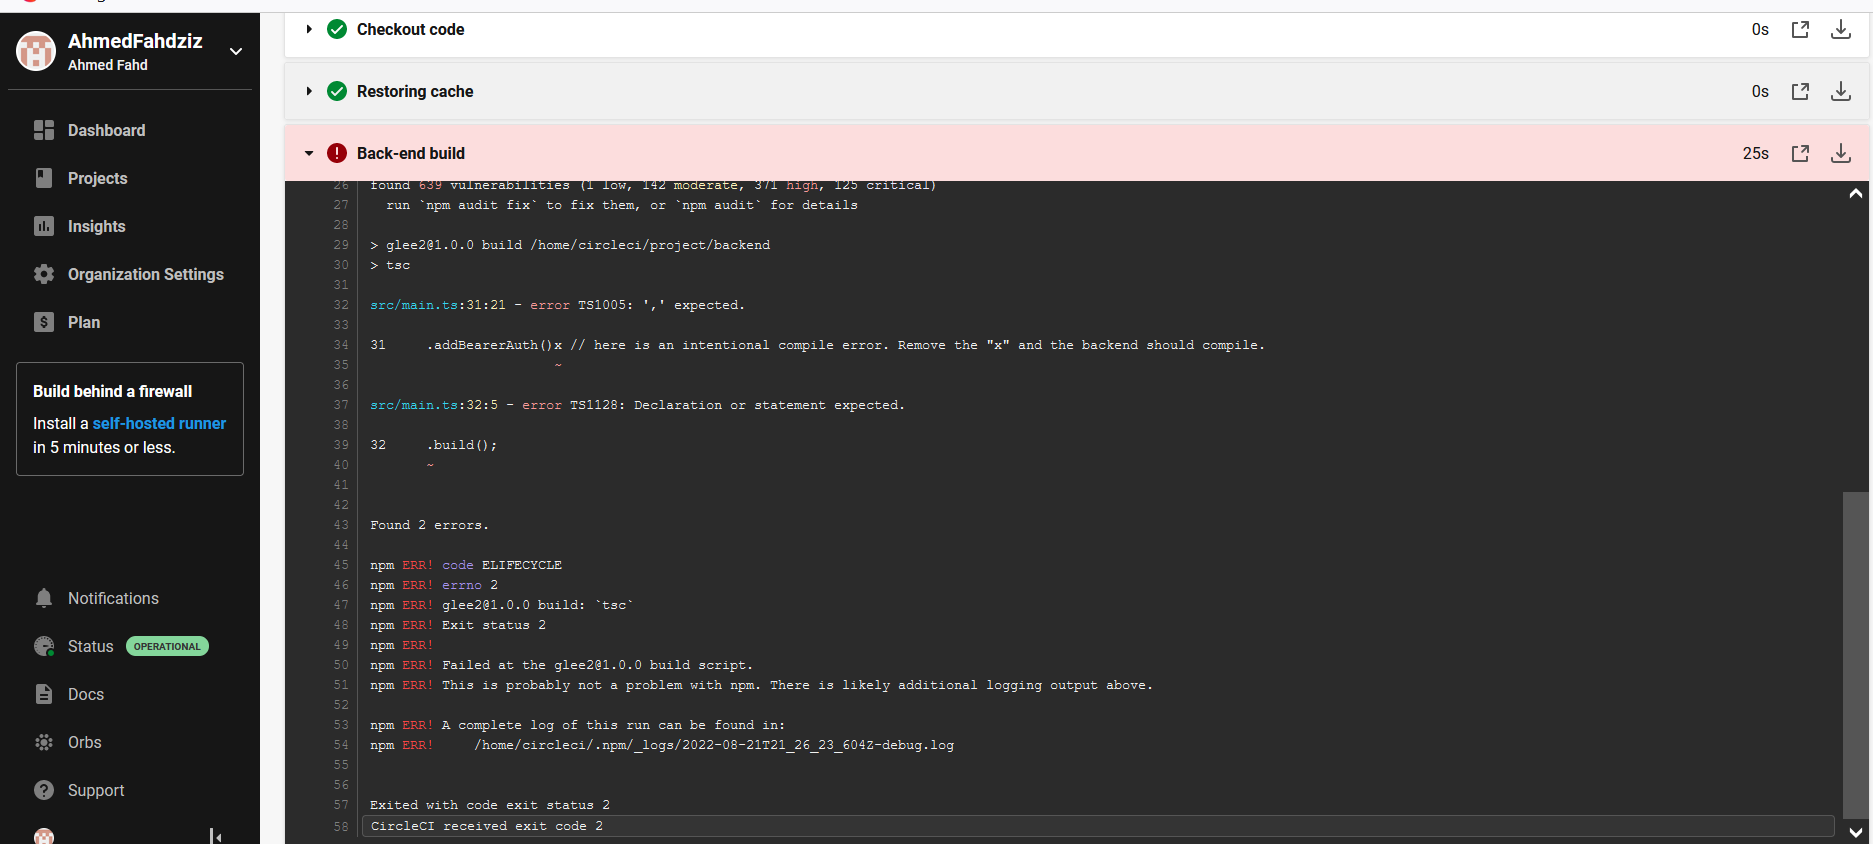 AhmedFahdziz
Ahmed Fahd
Dashboard
Projects
Insights
Organization Settings
Plan
Build behind a firewall
Install a self-hosted runner
in 5 minutes or less.
Notifications
Status OPERATIONAL
Docs
Orbs
Support
Checkout code 0s
Restoring cache 0s
Back-end build 25s
26 found 639 vulnerabilities (1 low, 142 moderate, 371 high, 125 critical)
27 run `npm audit fix` to fix them, or `npm audit` for details
28
29 > glee2@1.0.0 build /home/circleci/project/backend
30 > tsc
31
32 src/main.ts:31:21 - error TS1005: ',' expected.
33
34 31 .addBearerAuth()x // here is an intentional compile error. Remove the "x" and the backend should compile.
35 ~
36
37 src/main.ts:32:5 - error TS1128: Declaration or statement expected.
38
39 32 .build();
40 ~
41
42
43 Found 2 errors.
44
45 npm ERR! code ELIFECYCLE
46 npm ERR! errno 2
47 npm ERR! glee2@1.0.0 build: `tsc`
48 npm ERR! Exit status 2
49 npm ERR!
50 npm ERR! Failed at the glee2@1.0.0 build script.
51 npm ERR! This is probably not a problem with npm. There is likely additional logging output above.
52
53 npm ERR! A complete log of this run can be found in:
54 npm ERR! /home/circleci/.npm/_logs/2022-08-21T21_26_23_604Z-debug.log
55
56
57 Exited with code exit status 2
58 CircleCI received exit code 2